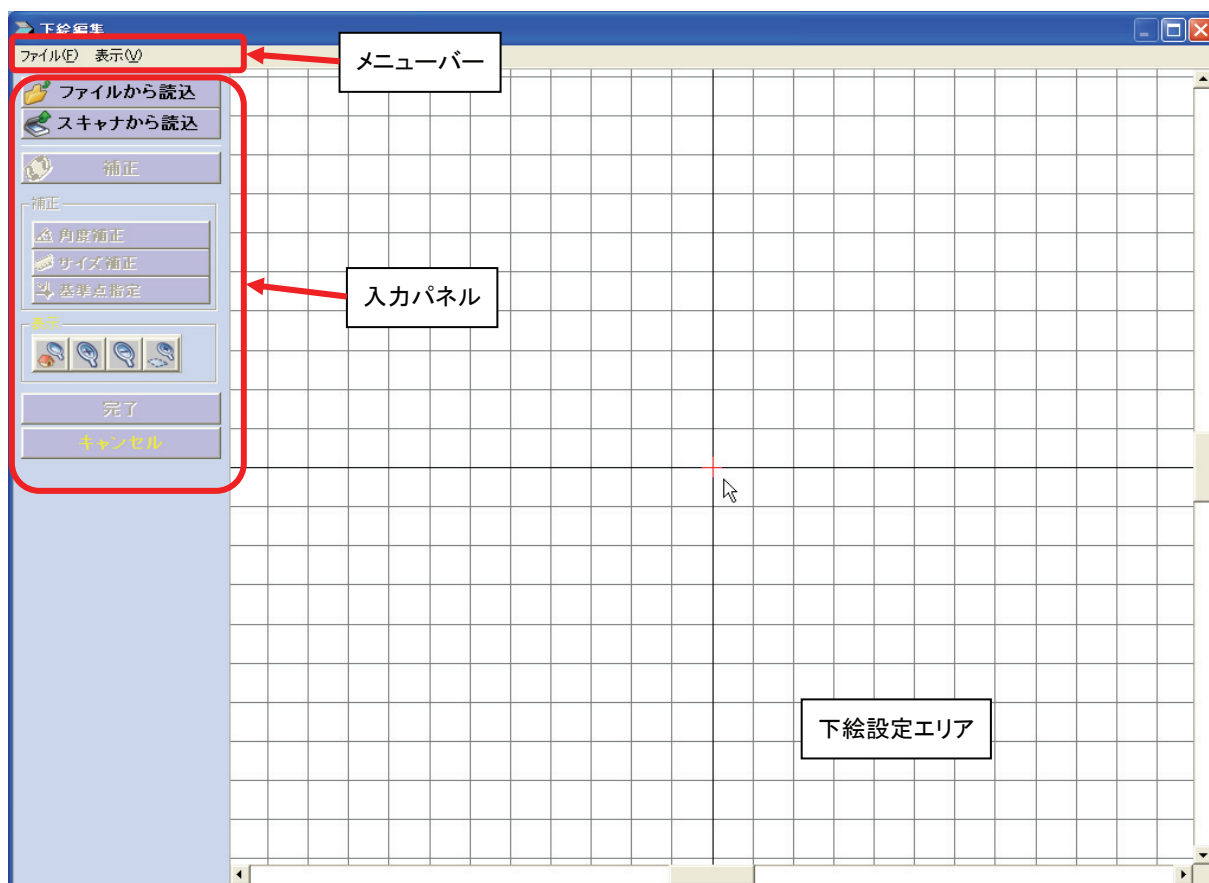 下絵編集
ファイル(F) 表示(V)
メニューバー
ファイルから読込
スキャナから読込
補正
補正
角度補正
サイズ補正
基準点指定
入力パネル
表示
完了
キャンセル
下絵設定エリア